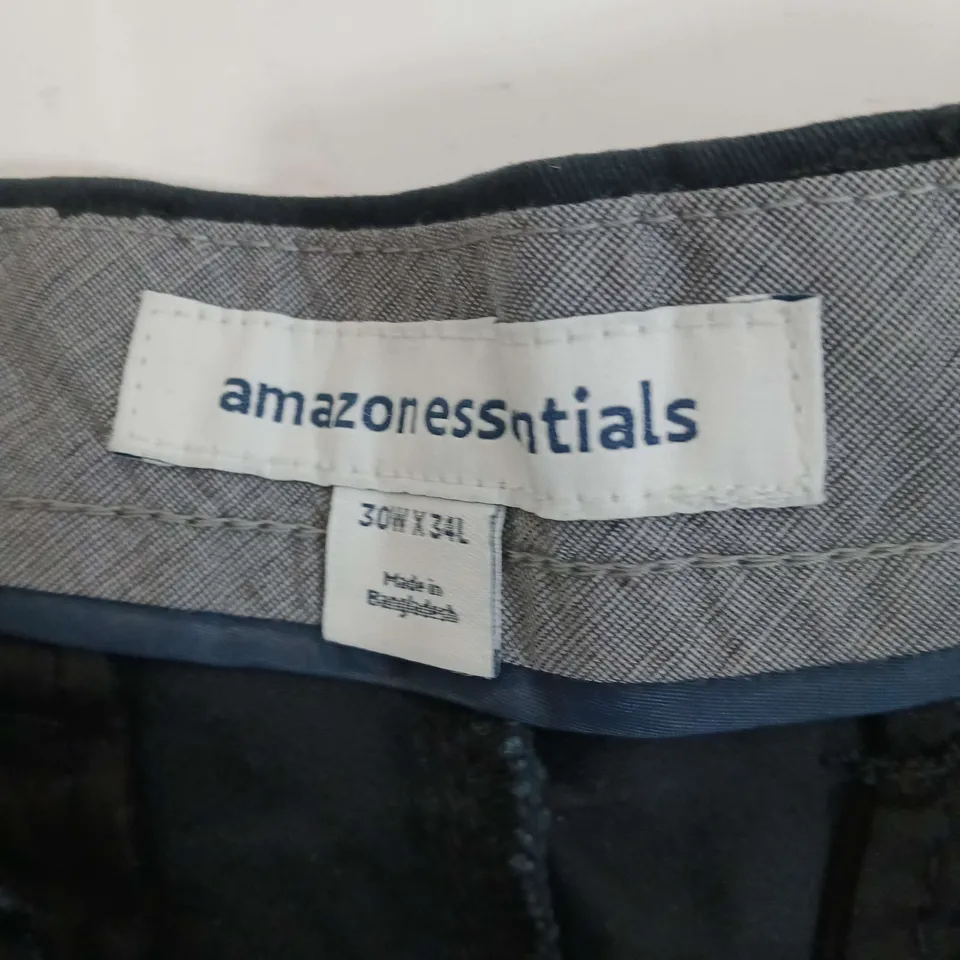 amazonessentials
30W X 34L
Made in
Bangladesh